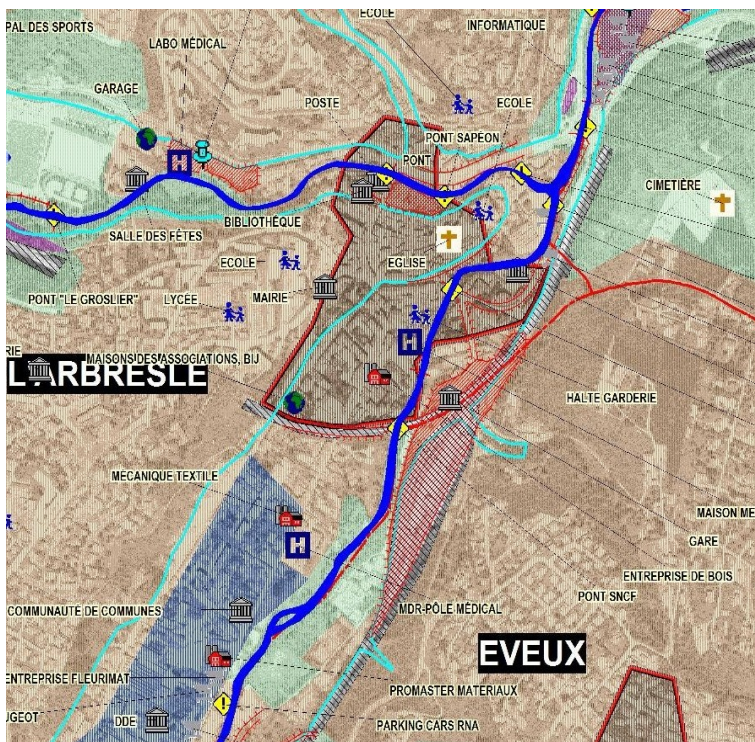 ECOLE
PAL DES SPORTS
INFORMATIQUE
LABO MÉDICAL
GARAGE
POSTE
ECOLE
PONT SAPÉON
PONT
H
CIMETIÈRE
BIBLIOTHÈQUE
SALLE DES FÊTES
ECOLE
EGLISE
PONT "LE GROSLIER"
LYCÉE
MAIRIE
H
RIE
MAISONS DES ASSOCIATIONS, BIJ
L'ARBRESLE
HALTE GARDERIE
MÉCANIQUE TEXTILE
MAISON ME
H
GARE
ENTREPRISE DE BOIS
PONT SNCF
COMMUNAUTÉ DE COMMUNES
MDR-PÔLE MÉDICAL
EVEUX
ENTREPRISE FLEURIMAT
PROMASTER MATERIAUX
UGEOT
DDE
PARKING CARS RNA